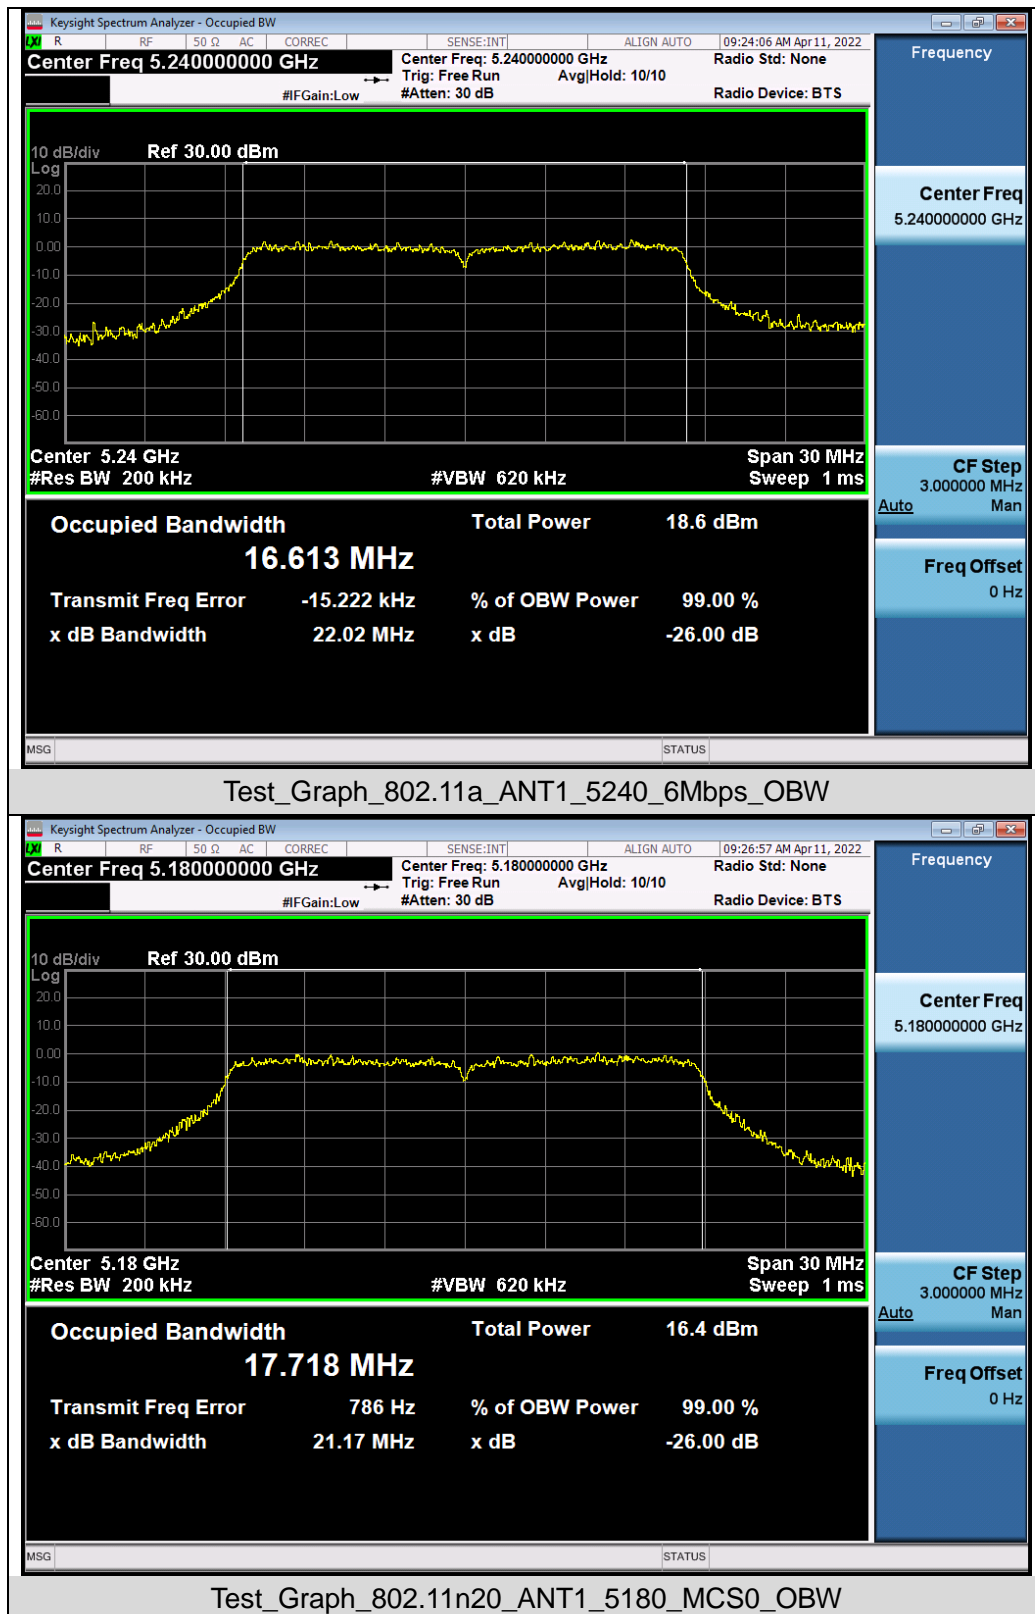 Keysight Spectrum Analyzer - Occupied BW
LXI R RF 50 Ω AC CORREC SENSE:INT ALIGN AUTO 09:24:06 AM Apr 11, 2022
Center Freq 5.240000000 GHz
Center Freq: 5.240000000 GHz
Radio Std: None
Trig: Free Run Avg|Hold: 10/10
#IFGain:Low #Atten: 30 dB Radio Device: BTS
Frequency
10 dB/div Ref 30.00 dBm
Log
20.0
10.0
0.00
-10.0
-20.0
-30.0
-40.0
-50.0
-60.0
Center 5.24 GHz Span 30 MHz
#Res BW 200 kHz #VBW 620 kHz Sweep 1 ms
Center Freq
5.240000000 GHz
CF Step
3.000000 MHz
Auto Man
Freq Offset
0 Hz
Occupied Bandwidth Total Power 18.6 dBm
16.613 MHz
Transmit Freq Error -15.222 kHz % of OBW Power 99.00 %
x dB Bandwidth 22.02 MHz x dB -26.00 dB
MSG STATUS
Test_Graph_802.11a_ANT1_5240_6Mbps_OBW
Keysight Spectrum Analyzer - Occupied BW
LXI R RF 50 Ω AC CORREC SENSE:INT ALIGN AUTO 09:26:57 AM Apr 11, 2022
Center Freq 5.180000000 GHz
Center Freq: 5.180000000 GHz
Radio Std: None
Trig: Free Run Avg|Hold: 10/10
#IFGain:Low #Atten: 30 dB Radio Device: BTS
Frequency
10 dB/div Ref 30.00 dBm
Log
20.0
10.0
0.00
-10.0
-20.0
-30.0
-40.0
-50.0
-60.0
Center 5.18 GHz Span 30 MHz
#Res BW 200 kHz #VBW 620 kHz Sweep 1 ms
Center Freq
5.180000000 GHz
CF Step
3.000000 MHz
Auto Man
Freq Offset
0 Hz
Occupied Bandwidth Total Power 16.4 dBm
17.718 MHz
Transmit Freq Error 786 Hz % of OBW Power 99.00 %
x dB Bandwidth 21.17 MHz x dB -26.00 dB
MSG STATUS
Test_Graph_802.11n20_ANT1_5180_MCS0_OBW